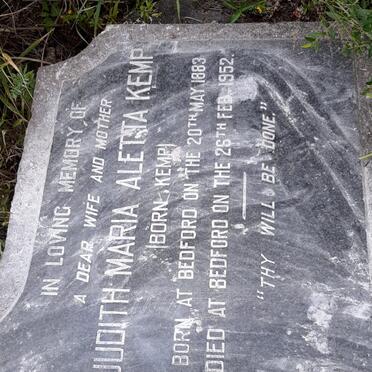 IN LOVING MEMORY OF
A DEAR WIFE AND MOTHER
JUDITH MARIA ALETTA KEMP
(BORN KEMP)
BORN AT BEDFORD ON THE 20TH MAY 1883
DIED AT BEDFORD ON THE 26TH FEB. 1952.
"THY WILL BE DONE."